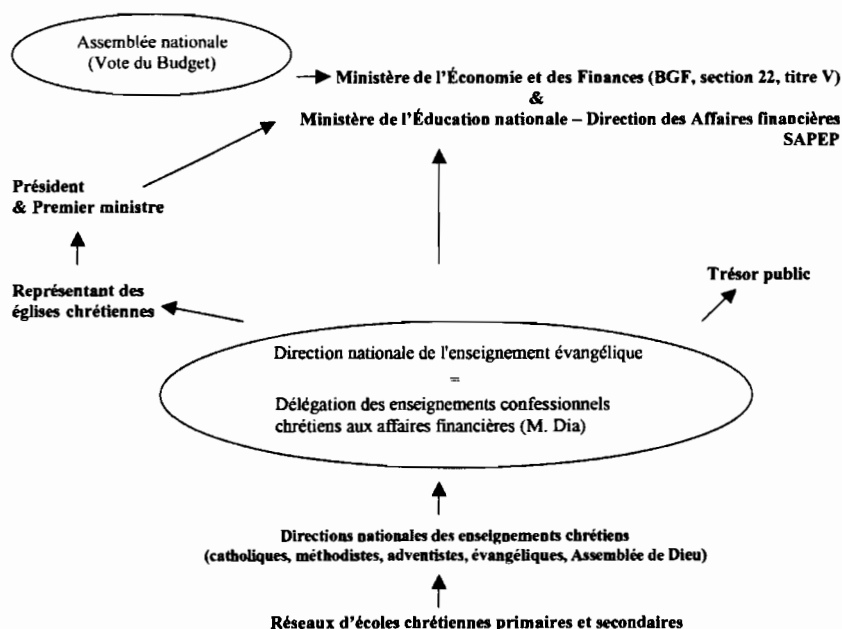 Assemblée nationale
(Vote du Budget)
Ministère de l'Économie et des Finances (BGF, section 22, titre V)
&
Ministère de l'Éducation nationale – Direction des Affaires financières
SAPEP
Président
& Premier ministre
Trésor public
Représentant des
églises chrétiennes
Direction nationale de l'enseignement évangélique
=
Délégation des enseignements confessionnels
chrétiens aux affaires financières (M. Dia)
Directions nationales des enseignements chrétiens
(catholiques, méthodistes, adventistes, évangéliques, Assemblée de Dieu)
Réseaux d'écoles chrétiennes primaires et secondaires